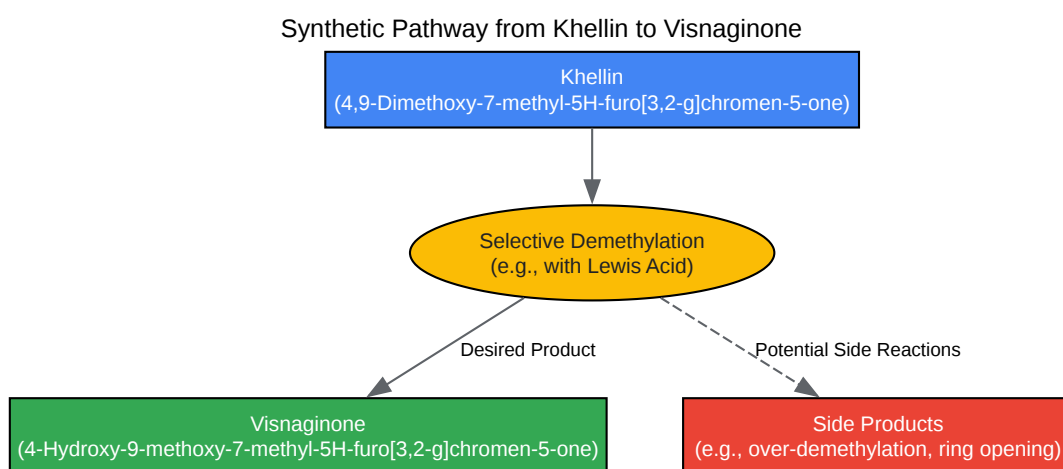 Synthetic Pathway from Khellin to Visnaginone
Khellin
(4,9-Dimethoxy-7-methyl-5H-furo[3,2-g]chromen-5-one)
Selective Demethylation
(e.g., with Lewis Acid)
Desired Product
Potential Side Reactions
Visnaginone
(4-Hydroxy-9-methoxy-7-methyl-5H-furo[3,2-g]chromen-5-one)
Side Products
(e.g., over-demethylation, ring opening)